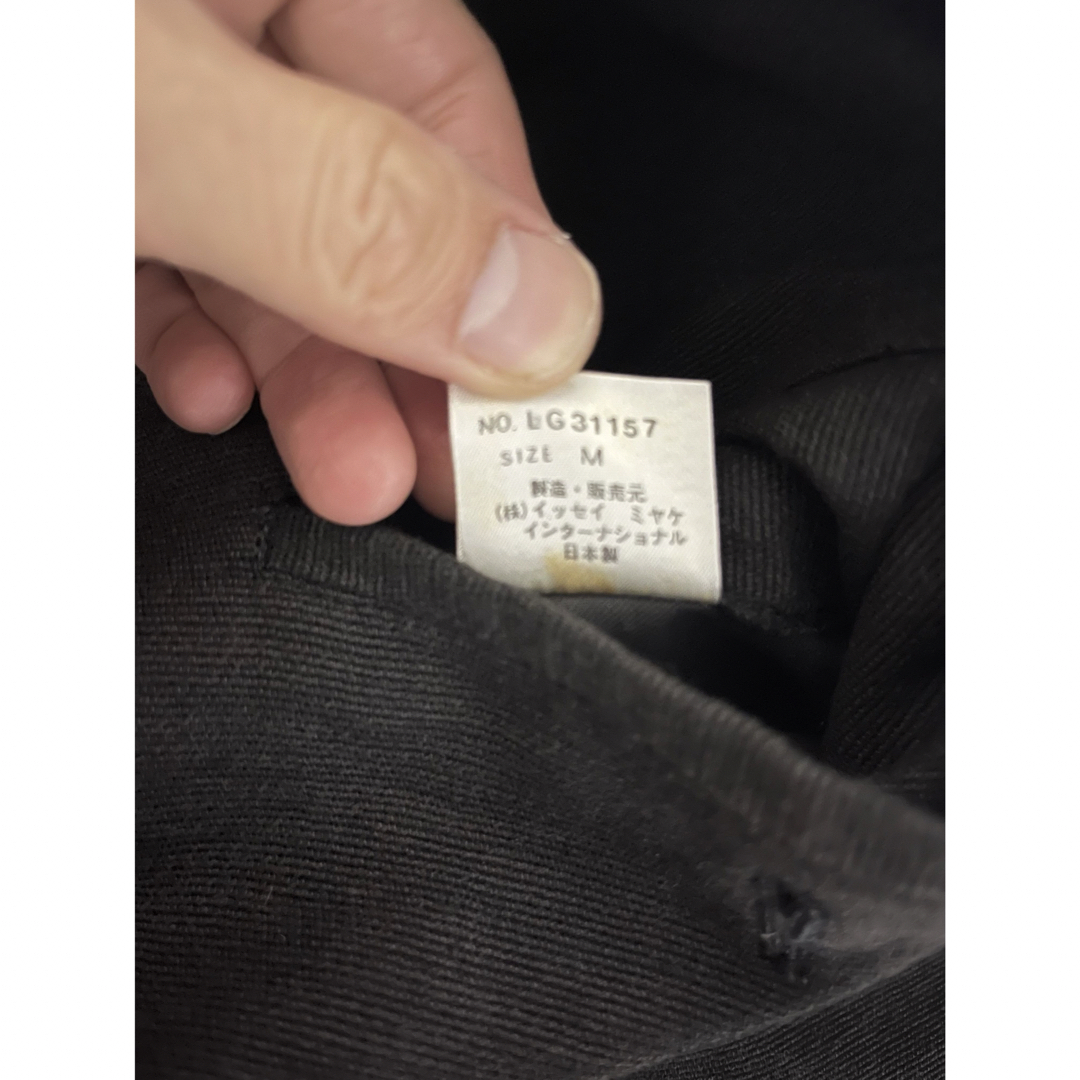 NO. LG31157
SIZE M
製造・販売元
(株)イッセイ ミヤケ
インターナショナル
日本製